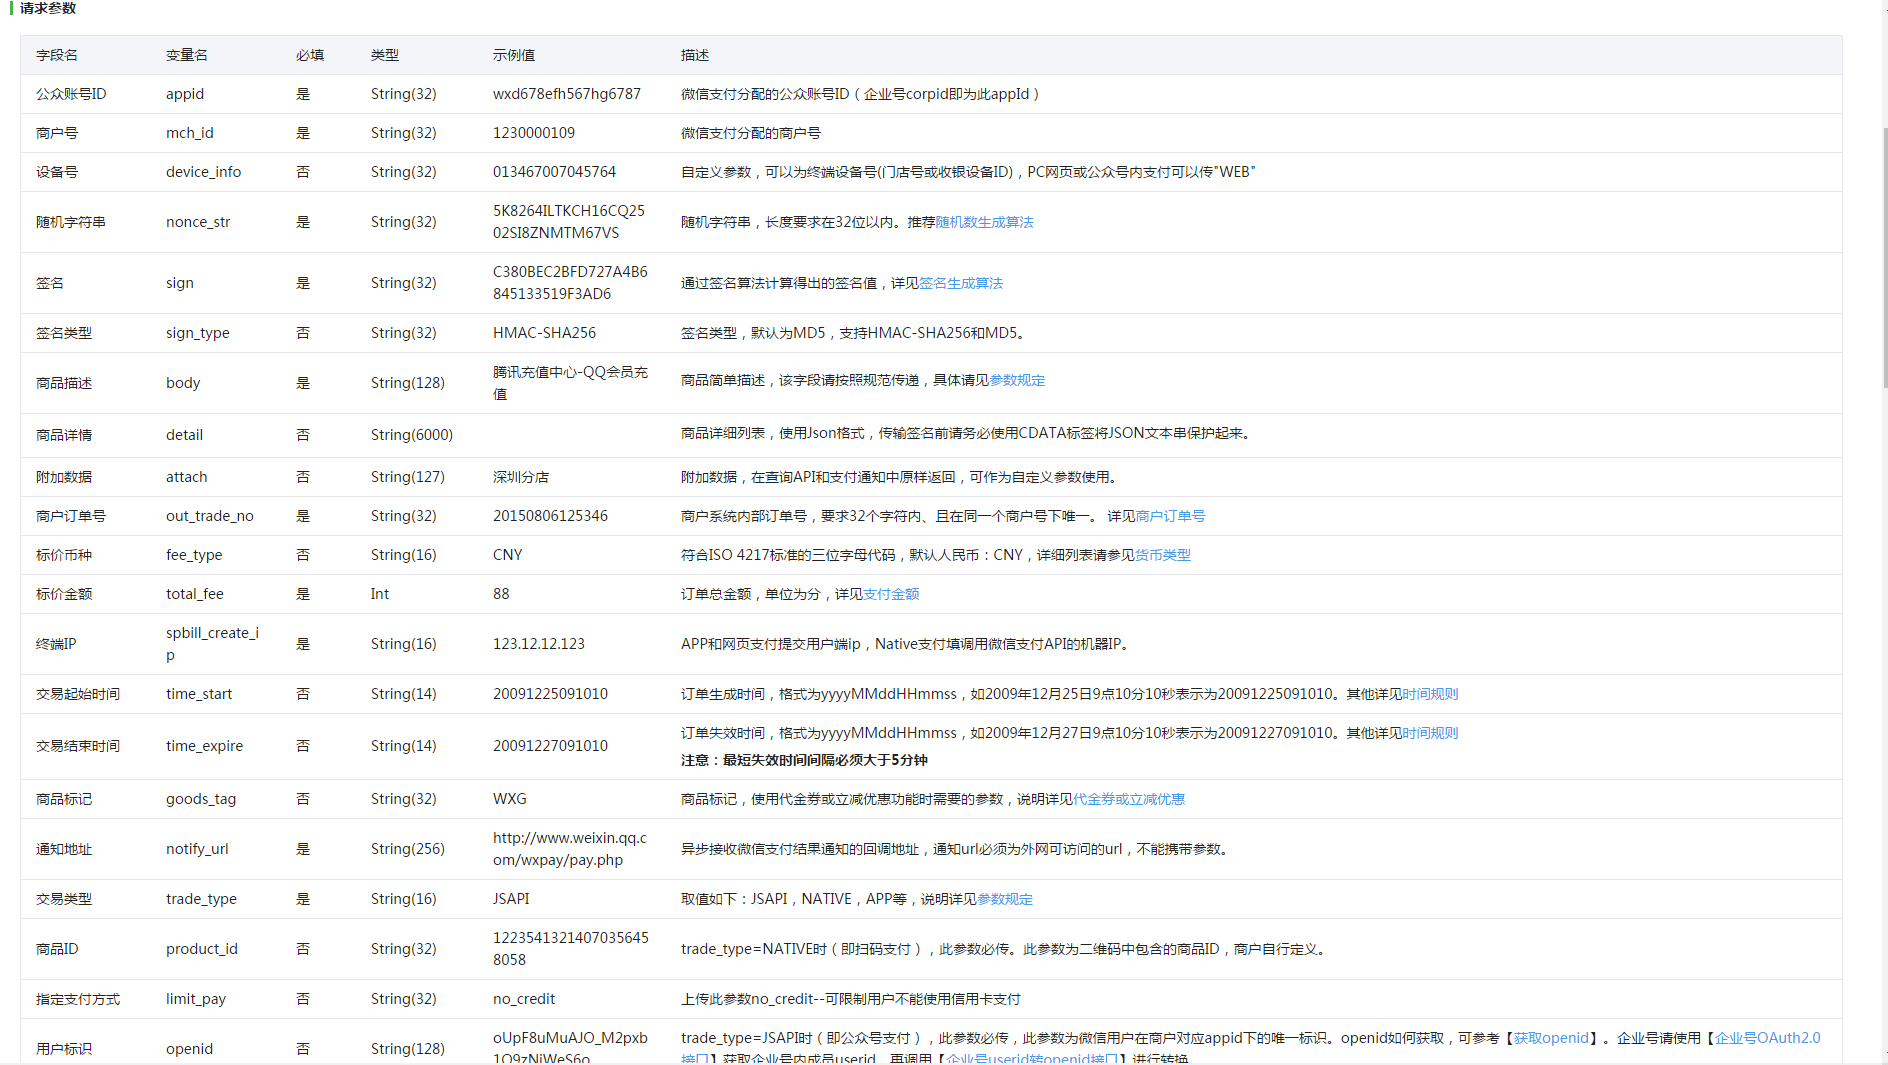 请求参数
字段名 变量名 必填 类型 示例值 描述
公众账号ID appid 是 String(32) wxd678efh567hg6787 微信支付分配的公众账号ID（企业号corpid即为此appId）
商户号 mch_id 是 String(32) 1230000109 微信支付分配的商户号
设备号 device_info 否 String(32) 013467007045764 自定义参数，可以为终端设备号(门店号或收银设备ID)，PC网页或公众号内支付可以传"WEB"
随机字符串 nonce_str 是 String(32) 5K8264ILTKCH16CQ25
02SI8ZNMTM67VS 随机字符串，长度要求在32位以内。推荐随机数生成算法
签名 sign 是 String(32) C380BEC2BFD727A4B6
845133519F3AD6 通过签名算法计算得出的签名值，详见签名生成算法
签名类型 sign_type 否 String(32) HMAC-SHA256 签名类型，默认为MD5，支持HMAC-SHA256和MD5。
商品描述 body 是 String(128) 腾讯充值中心-QQ会员充
值 商品简单描述，该字段请按照规范传递，具体请见参数规定
商品详情 detail 否 String(6000) 商品详细列表，使用Json格式，传输签名前请务必使用CDATA标签将JSON文本串保护起来。
附加数据 attach 否 String(127) 深圳分店 附加数据，在查询API和支付通知中原样返回，可作为自定义参数使用。
商户订单号 out_trade_no 是 String(32) 20150806125346 商户系统内部订单号，要求32个字符内、且在同一个商户号下唯一。 详见商户订单号
标价币种 fee_type 否 String(16) CNY 符合ISO 4217标准的三位字母代码，默认人民币：CNY，详细列表请参见货币类型
标价金额 total_fee 是 Int 88 订单总金额，单位为分，详见支付金额
终端IP spbill_create_i
p 是 String(16) 123.12.12.123 APP和网页支付提交用户端ip，Native支付填调用微信支付API的机器IP。
交易起始时间 time_start 否 String(14) 20091225091010 订单生成时间，格式为yyyyMMddHHmmss，如2009年12月25日9点10分10秒表示为20091225091010。其他详见时间规则
交易结束时间 time_expire 否 String(14) 20091227091010 订单失效时间，格式为yyyyMMddHHmmss，如2009年12月27日9点10分10秒表示为20091227091010。其他详见时间规则
注意：最短失效时间间隔必须大于5分钟
商品标记 goods_tag 否 String(32) WXG 商品标记，使用代金券或立减优惠功能时需要的参数，说明详见代金券或立减优惠
通知地址 notify_url 是 String(256) http://www.weixin.qq.c
om/wxpay/pay.php 异步接收微信支付结果通知的回调地址，通知url必须为外网可访问的url，不能携带参数。
交易类型 trade_type 是 String(16) JSAPI 取值如下：JSAPI，NATIVE，APP等，说明详见参数规定
商品ID product_id 否 String(32) 1223541321407035645
8058 trade_type=NATIVE时（即扫码支付），此参数必传。此参数为二维码中包含的商品ID，商户自行定义。
指定支付方式 limit_pay 否 String(32) no_credit 上传此参数no_credit--可限制用户不能使用信用卡支付
用户标识 openid 否 String(128) oUpF8uMuAJO_M2pxb
1Q9zNjWeS6o trade_type=JSAPI时（即公众号支付），此参数必传，此参数为微信用户在商户对应appid下的唯一标识。openid如何获取，可参考【获取openid】。企业号请使用【企业号OAuth2.0
接口】获取企业号内成员userid，再调用【企业号userid转openid接口】进行转换